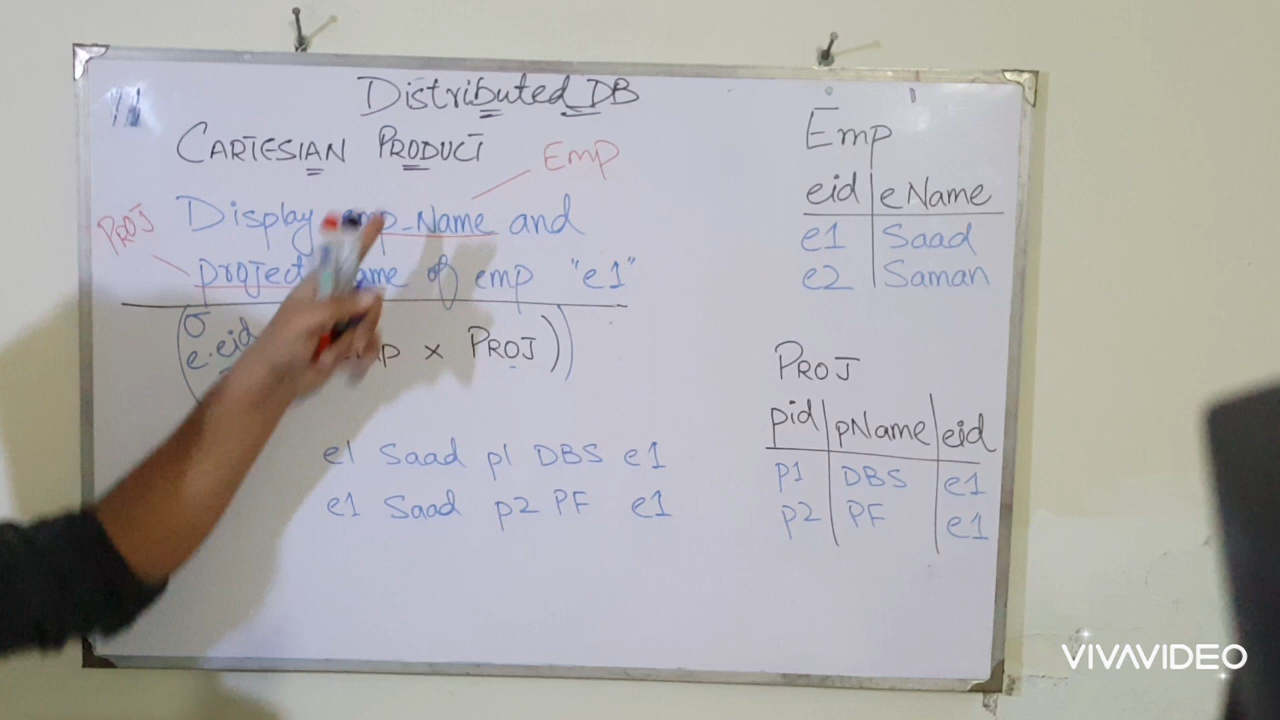 Distributed DB
CARTESIAN PRODUCT
EMP
PROJ
Display emp_Name and
project name of emp "e1"
σ
e.eid
x PROJ))
e1 Saad p1 DBS e1
e1 Saad p2 PF e1
Emp
eid eName
e1 Saad
e2 Saman
PROJ
pid pName eid
p1 DBS e1
p2 PF e1
VIVAVIDEO